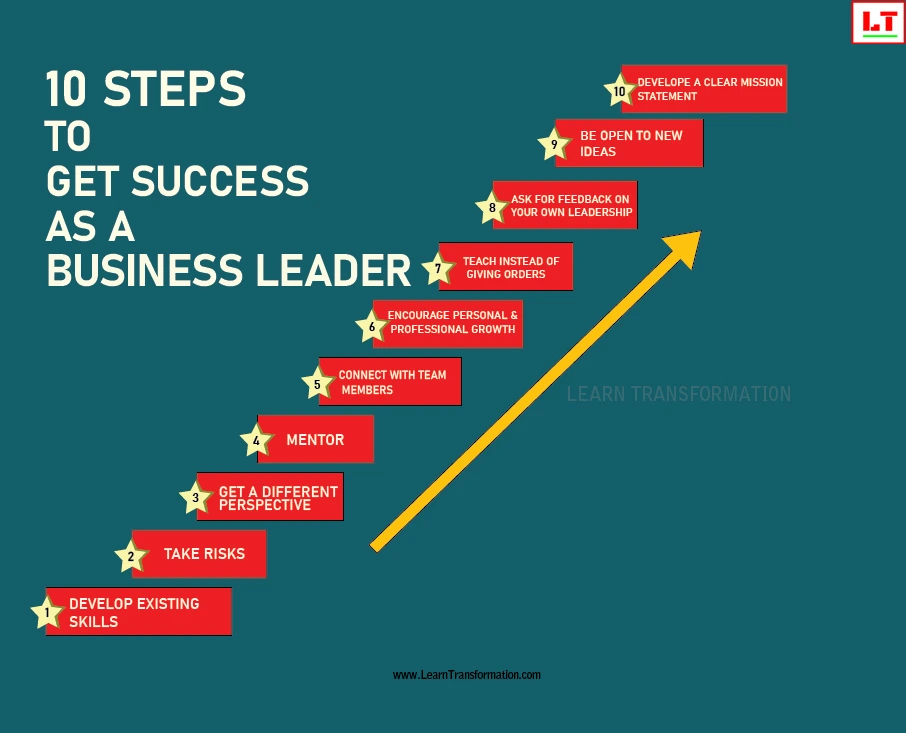 LT
10 STEPS
TO
GET SUCCESS
AS A
BUSINESS LEADER
10
DEVELOPE A CLEAR MISSION
STATEMENT
9
BE OPEN TO NEW
IDEAS
8
ASK FOR FEEDBACK ON
YOUR OWN LEADERSHIP
7
TEACH INSTEAD OF
GIVING ORDERS
6
ENCOURAGE PERSONAL &
PROFESSIONAL GROWTH
5
CONNECT WITH TEAM
MEMBERS
4
MENTOR
3
GET A DIFFERENT
PERSPECTIVE
2
TAKE RISKS
1
DEVELOP EXISTING
SKILLS
LEARN TRANSFORMATION
www.LearnTransformation.com